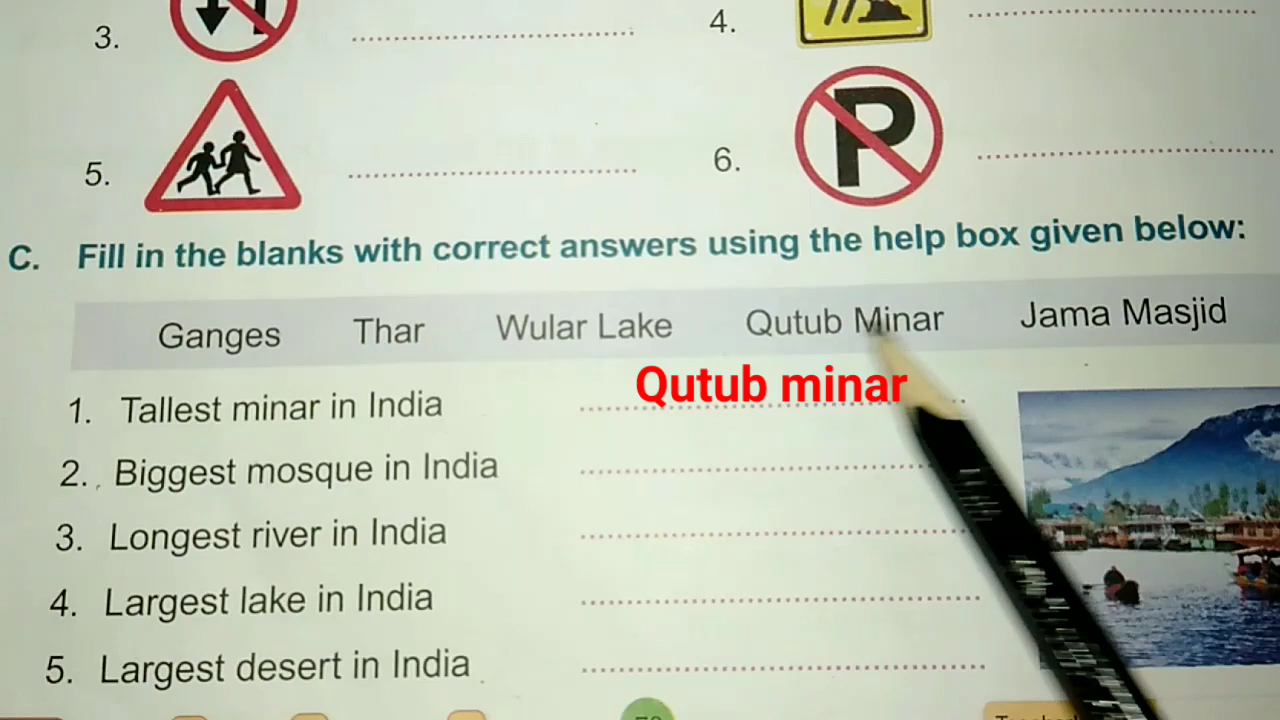 3.
4.
5.
6.
P
C. Fill in the blanks with correct answers using the help box given below:
Ganges Thar Wular Lake Qutub Minar Jama Masjid
1. Tallest minar in India Qutub minar
2. Biggest mosque in India
3. Longest river in India
4. Largest lake in India
5. Largest desert in India